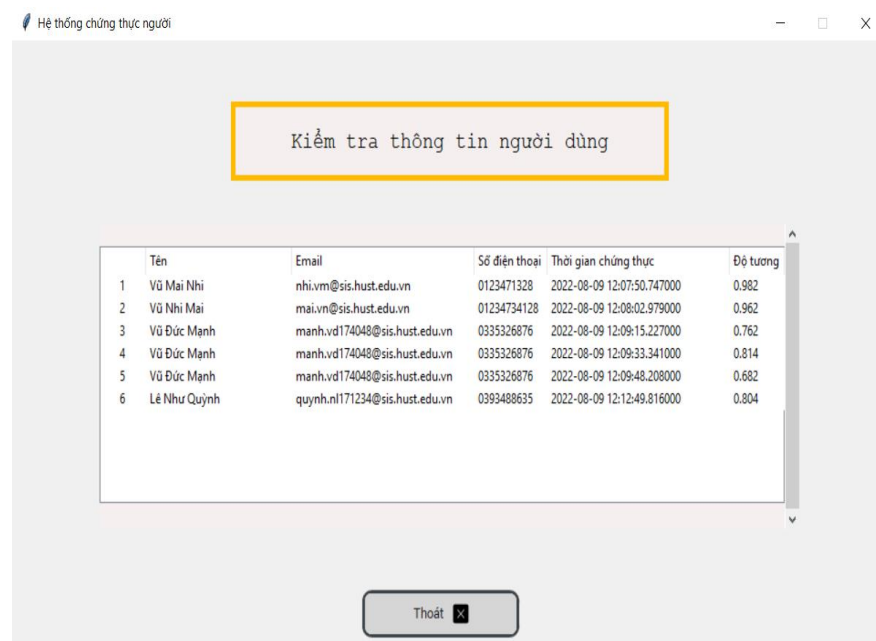 Hệ thống chứng thực người
Kiểm tra thông tin người dùng
Tên Email Số điện thoại Thời gian chứng thực Độ tương
1 Vũ Mai Nhi nhi.vm@sis.hust.edu.vn 0123471328 2022-08-09 12:07:50.747000 0.982
2 Vũ Nhi Mai mai.vn@sis.hust.edu.vn 01234734128 2022-08-09 12:08:02.979000 0.962
3 Vũ Đức Mạnh manh.vd174048@sis.hust.edu.vn 0335326876 2022-08-09 12:09:15.227000 0.762
4 Vũ Đức Mạnh manh.vd174048@sis.hust.edu.vn 0335326876 2022-08-09 12:09:33.341000 0.814
5 Vũ Đức Mạnh manh.vd174048@sis.hust.edu.vn 0335326876 2022-08-09 12:09:48.208000 0.682
6 Lê Như Quỳnh quynh.nl171234@sis.hust.edu.vn 0393488635 2022-08-09 12:12:49.816000 0.804
Thoát